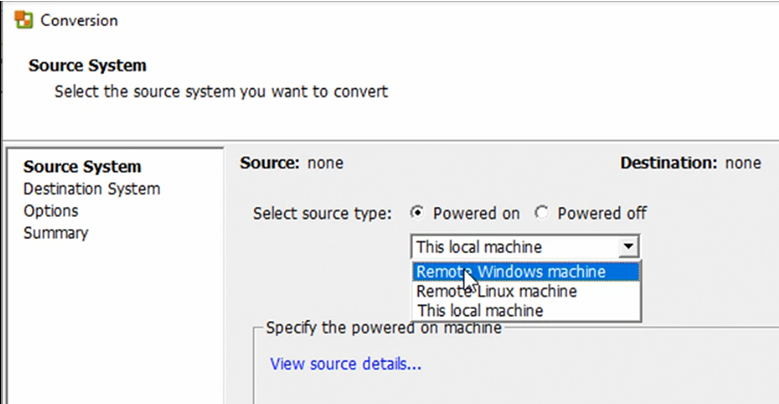 Conversion
Source System
Select the source system you want to convert
Source System
Destination System
Options
Summary
Source: none Destination: none
Select source type: Powered on Powered off
This local machine
Remote Windows machine
Remote Linux machine
This local machine
Specify the powered on machine
View source details...